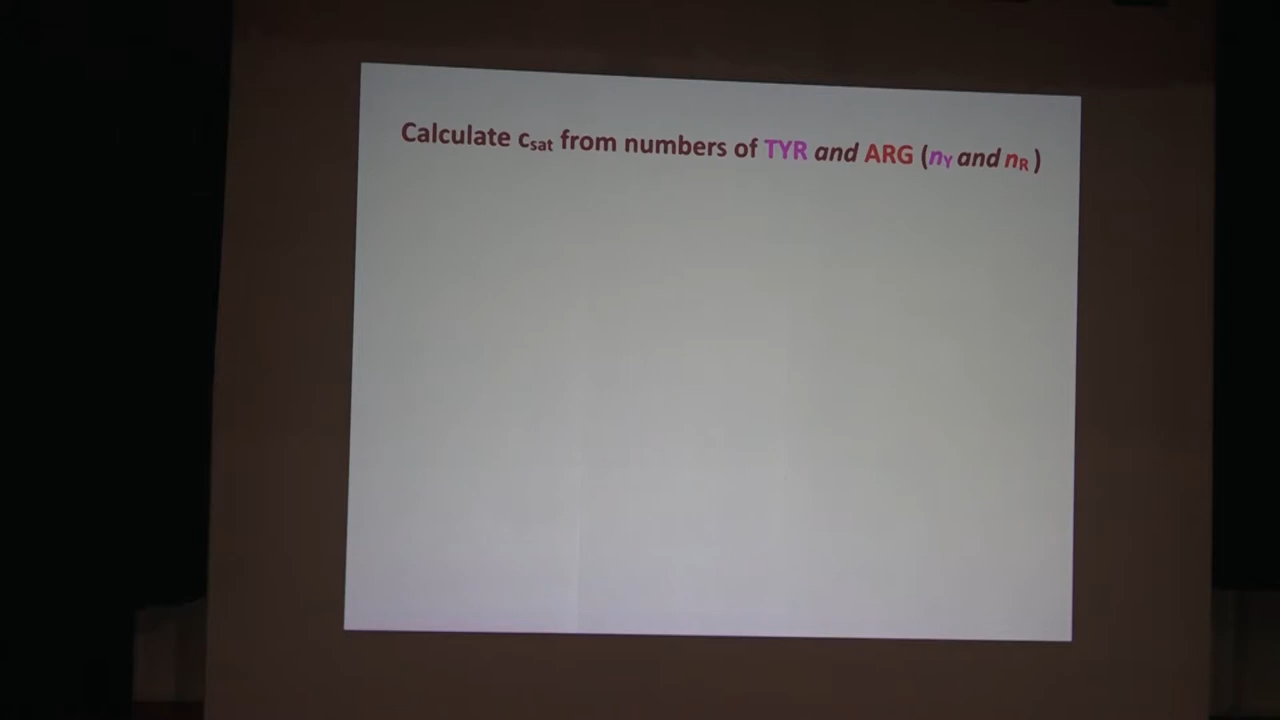 Calculate c_sat from numbers of TYR and ARG (n_Y and n_R)